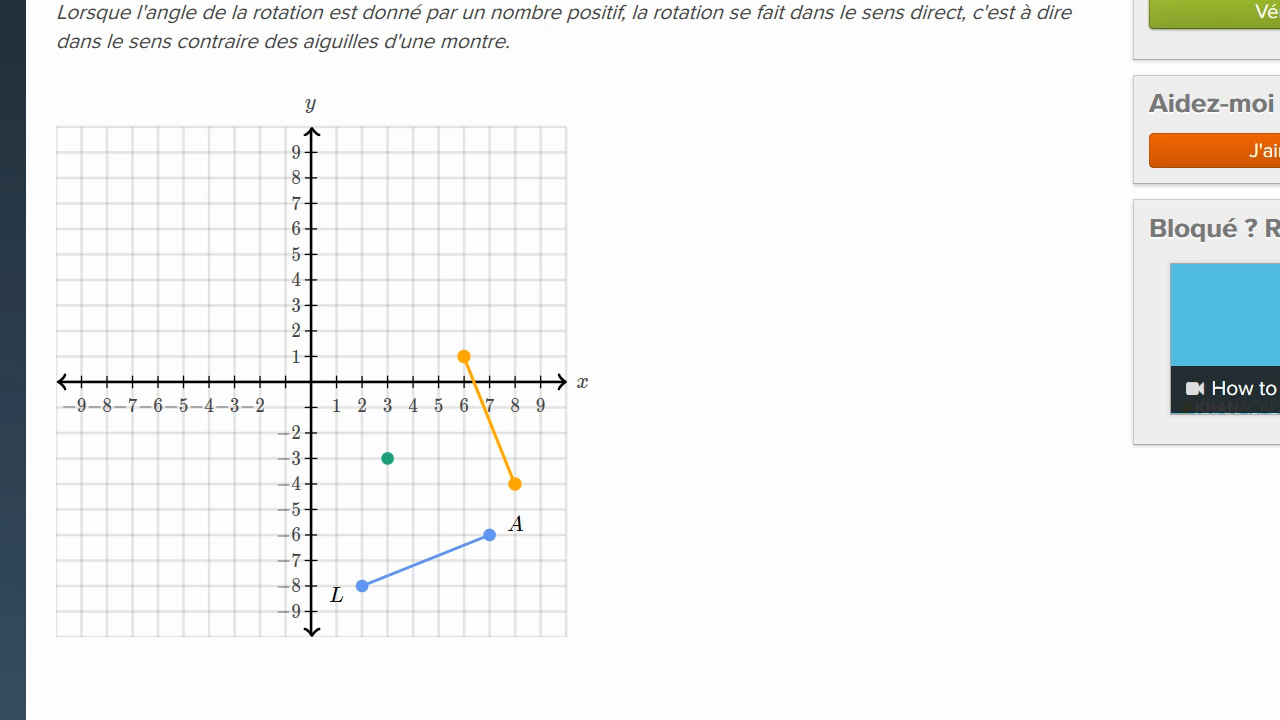 Lorsque l'angle de la rotation est donné par un nombre positif, la rotation se fait dans le sens direct, c'est à dire
dans le sens contraire des aiguilles d'une montre.
Vé
Aidez-moi
J'ai
Bloqué ? R
How to
y
9
8
7
6
5
4
3
2
1
x
−9 −8 −7 −6 −5 −4 −3 −2 1 2 3 4 5 6 7 8 9
−2
−3
−4
−5
A
−6
−7
−8
L
−9